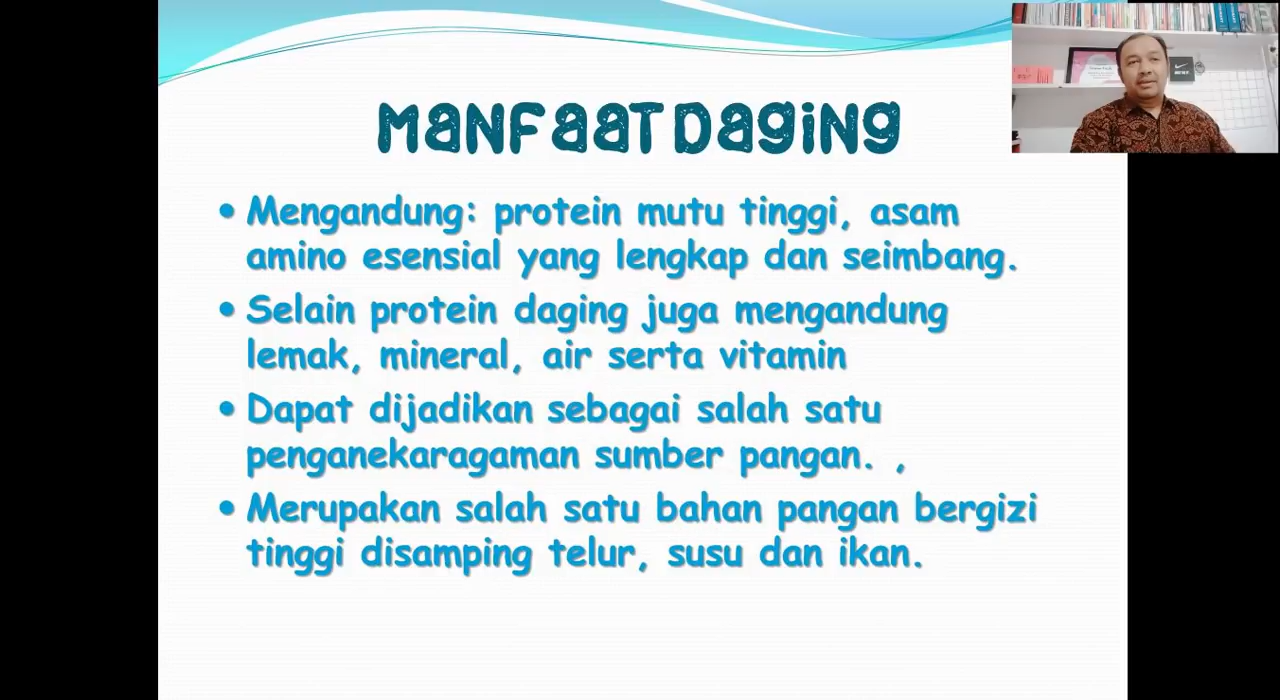 Manfaat Daging
• Mengandung: protein mutu tinggi, asam
amino esensial yang lengkap dan seimbang.
• Selain protein daging juga mengandung
lemak, mineral, air serta vitamin
• Dapat dijadikan sebagai salah satu
penganekaragaman sumber pangan. ,
• Merupakan salah satu bahan pangan bergizi
tinggi disamping telur, susu dan ikan.